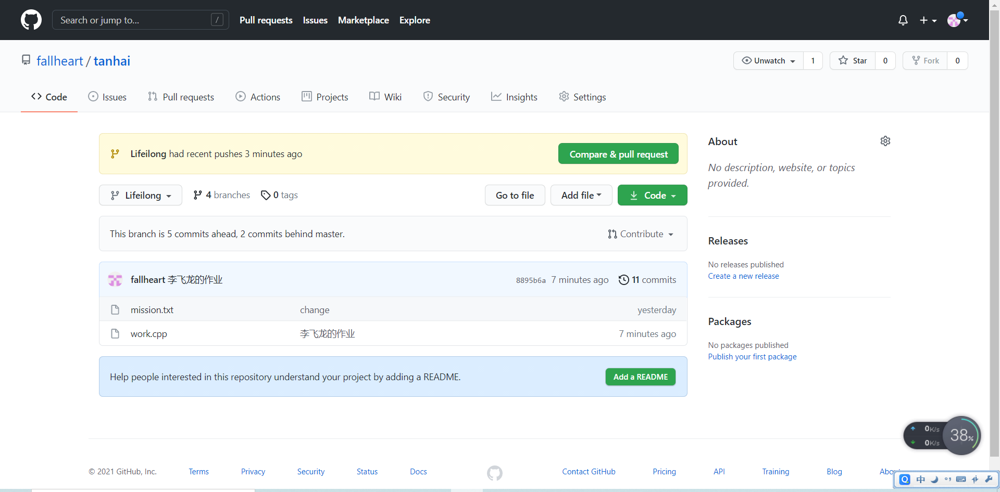 Search or jump to... /
Pull requests Issues Marketplace Explore
fallheart / tanhai
Unwatch 1 Star 0 Fork 0
Code Issues Pull requests Actions Projects Wiki Security Insights Settings
Lifeilong had recent pushes 3 minutes ago
Compare & pull request
Lifeilong 4 branches 0 tags
Go to file Add file Code
This branch is 5 commits ahead, 2 commits behind master.
Contribute
fallheart 李飞龙的作业 8895b6a 7 minutes ago 11 commits
mission.txt change yesterday
work.cpp 李飞龙的作业 7 minutes ago
Help people interested in this repository understand your project by adding a README.
Add a README
About
No description, website, or topics
provided.
Releases
No releases published
Create a new release
Packages
No packages published
Publish your first package
0K/s
0K/s
38%
© 2021 GitHub, Inc. Terms Privacy Security Status Docs Contact GitHub Pricing API Training Blog
中